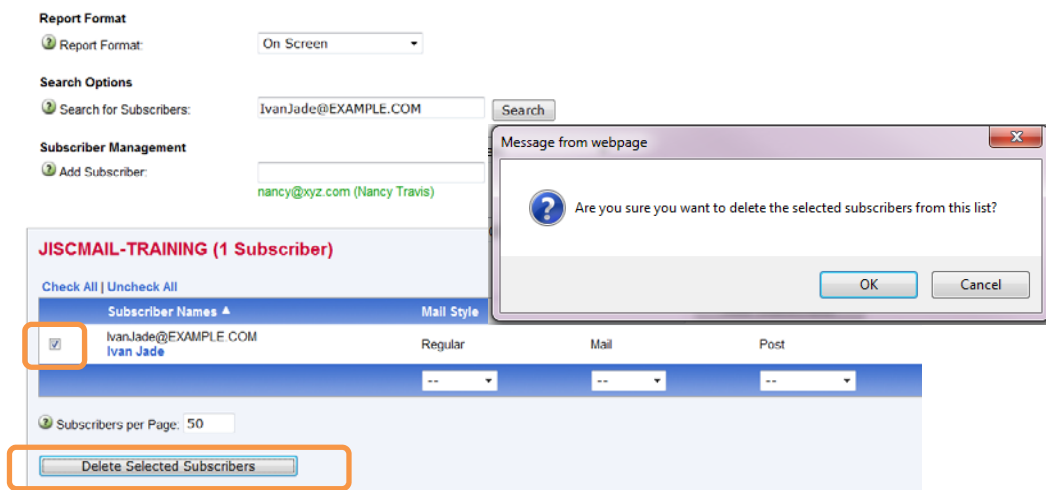 Report Format
Report Format:
On Screen
Search Options
Search for Subscribers:
IvanJade@EXAMPLE.COM
Search
Subscriber Management
Add Subscriber:
nancy@xyz.com (Nancy Travis)
Message from webpage
Are you sure you want to delete the selected subscribers from this list?
OK Cancel
JISCMAIL-TRAINING (1 Subscriber)
Check All | Uncheck All
Subscriber Names Mail Style
IvanJade@EXAMPLE.COM
Ivan Jade
Regular Mail Post
-- -- --
Subscribers per Page: 50
Delete Selected Subscribers